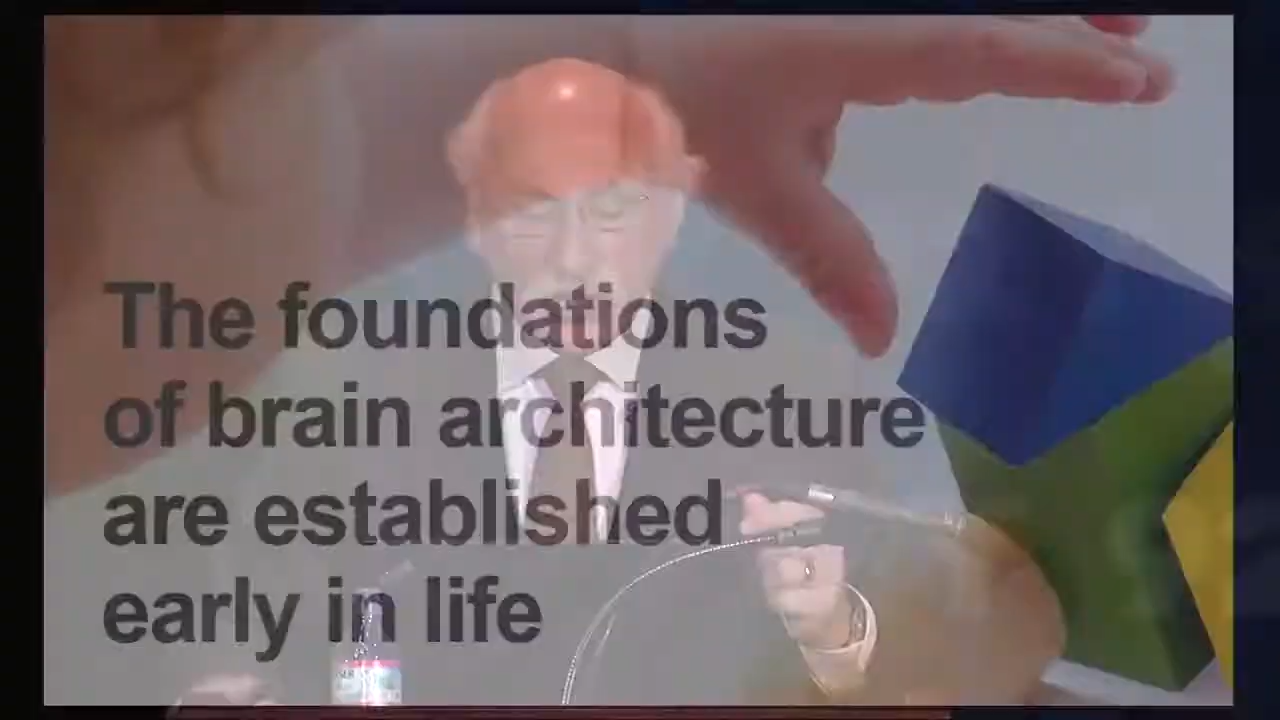 The foundations
of brain architecture
are established
early in life